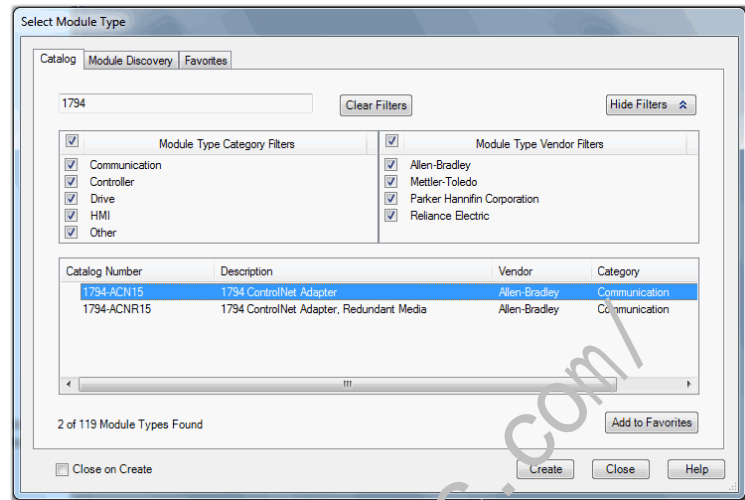 Select Module Type
Catalog Module Discovery Favorites
1794 Clear Filters Hide Filters
Module Type Category Filters Module Type Vendor Filters
Communication Allen-Bradley
Controller Mettler-Toledo
Drive Parker Hannifin Corporation
HMI Reliance Electric
Other
Catalog Number Description Vendor Category
1794-ACN15 1794 ControlNet Adapter Allen-Bradley Communication
1794-ACNR15 1794 ControlNet Adapter, Redundant Media Allen-Bradley Communication
2 of 119 Module Types Found Add to Favorites
Close on Create Create Close Help
.com/